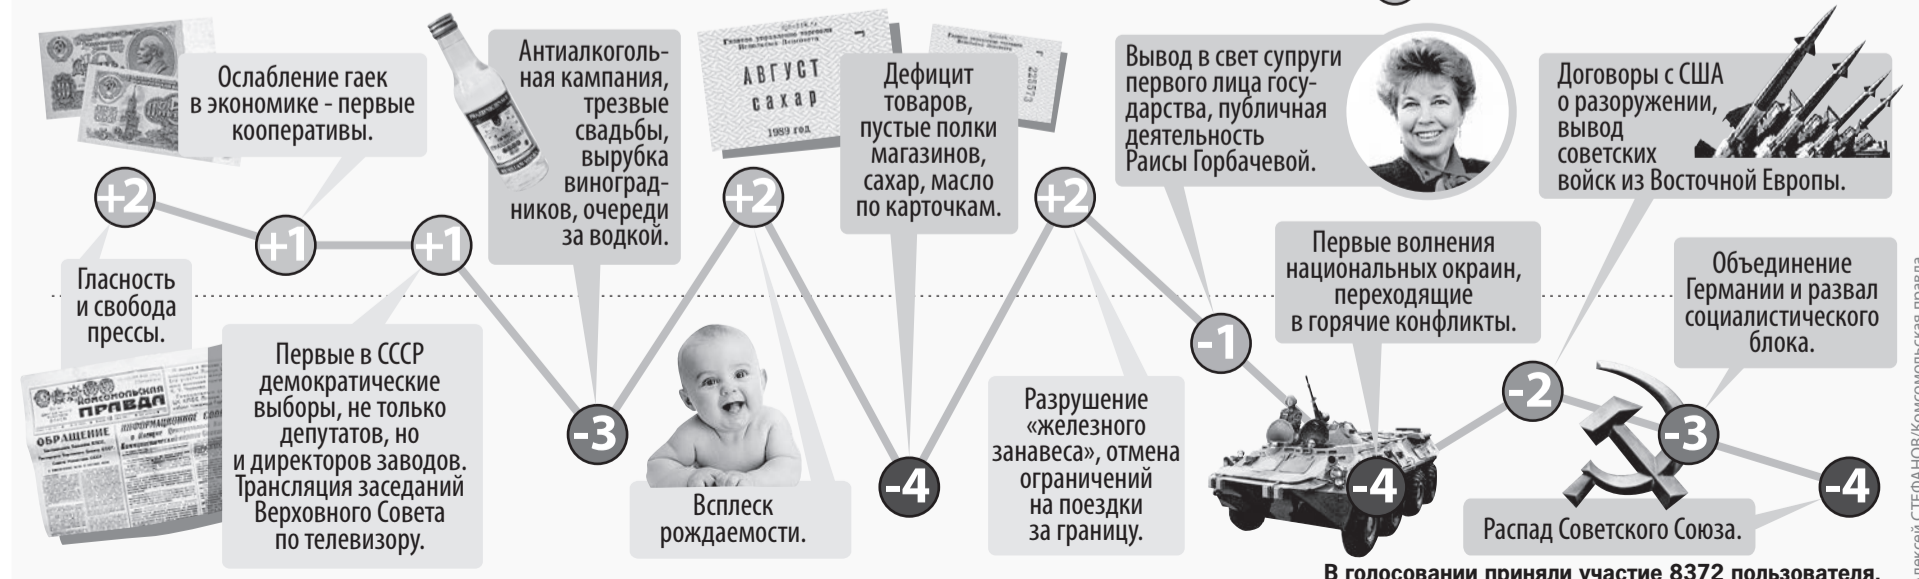 Ослабление гаек
в экономике - первые
кооперативы.
+2
Гласность
и свобода
прессы.
КОМСОМОЛЬСКАЯ
ПРАВДА
ОБРАЩЕНИЕ
+1
+1
Первые в СССР
демократические
выборы, не только
депутатов, но
и директоров заводов.
Трансляция заседаний
Верховного Совета
по телевизору.
Антиалкоголь-
ная кампания,
трезвые
свадьбы,
вырубка
виноград-
ников, очереди
за водкой.
-3
АВГУСТ
сахар
1989 год
+2
Всплеск
рождаемости.
225573
Дефицит
товаров,
пустые полки
магазинов,
сахар, масло
по карточкам.
-4
+2
Разрушение
«железного
занавеса», отмена
ограничений
на поездки
за границу.
Вывод в свет супруги
первого лица госу-
дарства, публичная
деятельность
Раисы Горбачевой.
-1
Первые волнения
национальных окраин,
переходящие
в горячие конфликты.
-4
Договоры с США
о разоружении,
вывод
советских
войск из Восточной Европы.
-2
Объединение
Германии и развал
социалистического
блока.
-3
Распад Советского Союза.
-4
В голосовании приняли участие 8372 пользователя.
лексей СТЕФАНОВ/Комсомольская правда